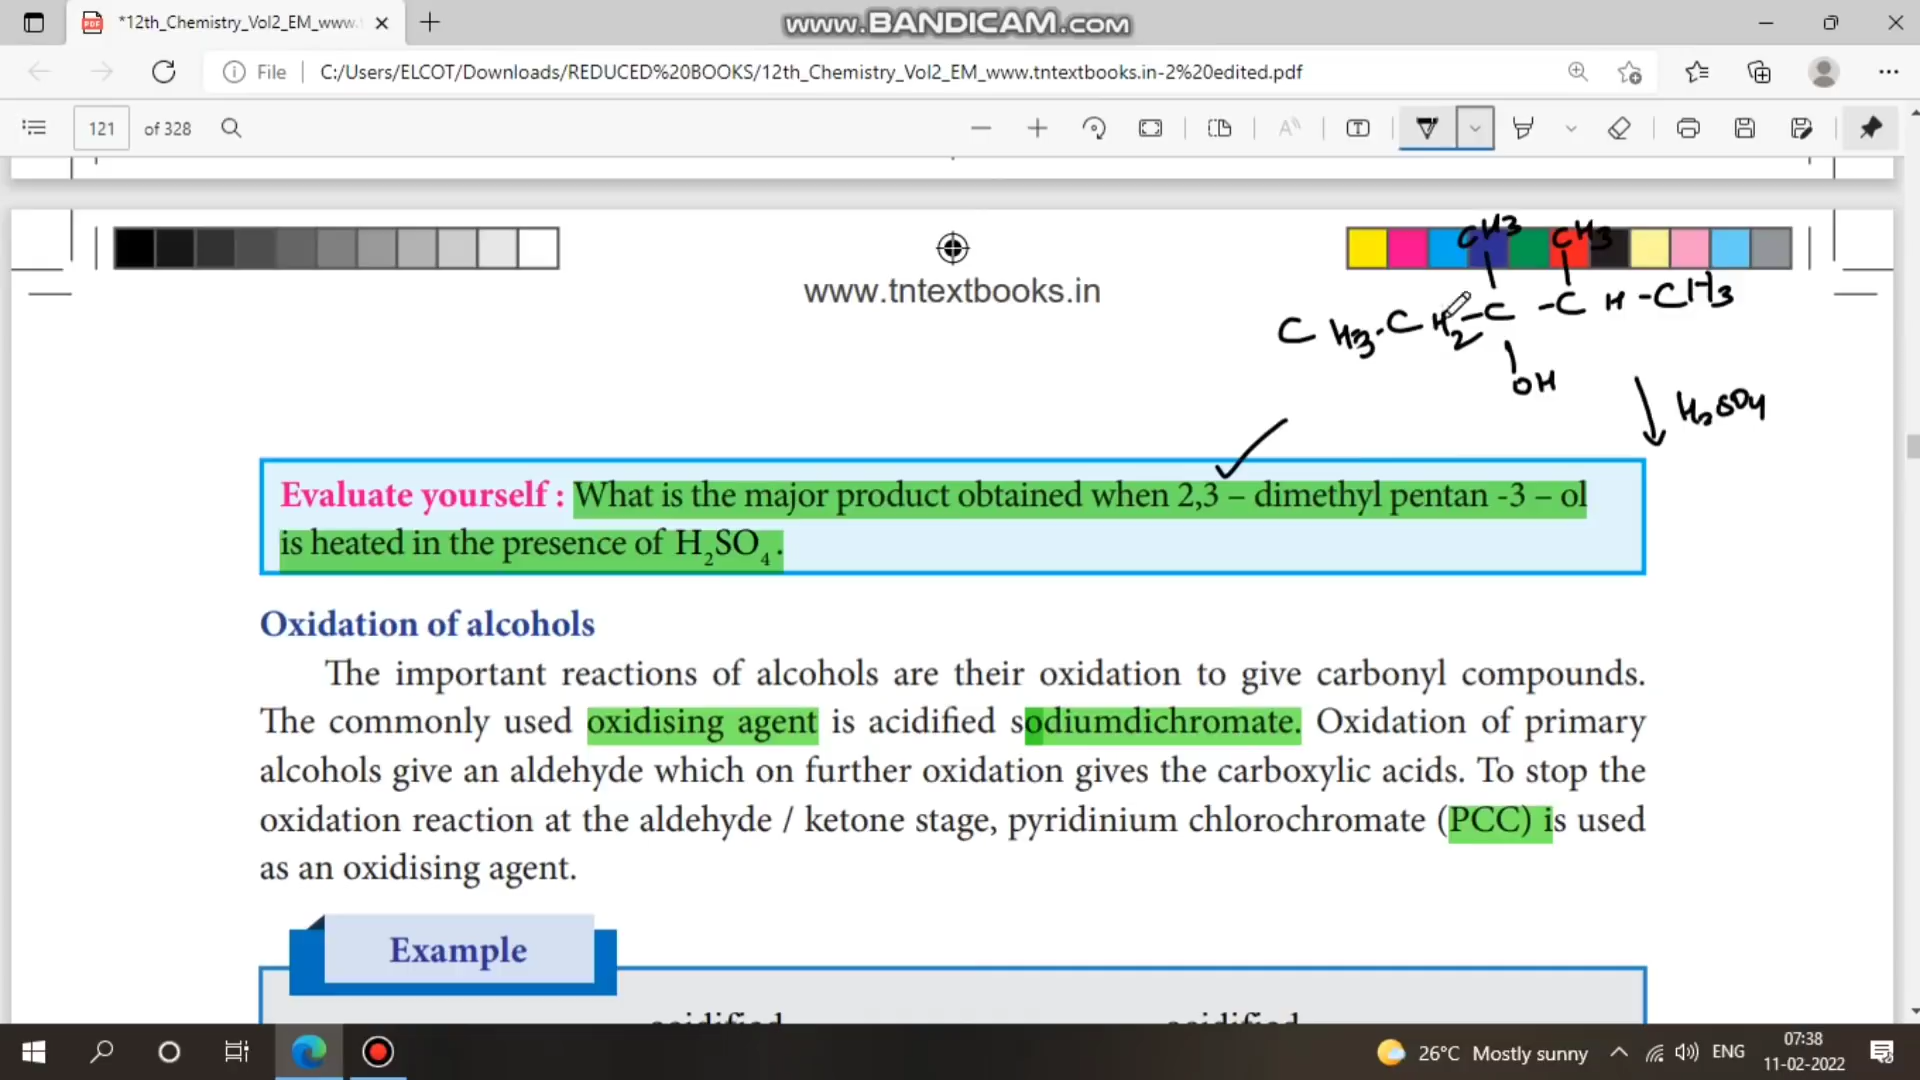 www.BANDICAM.com
*12th_Chemistry_Vol2_EM_www.
File C:/Users/ELCOT/Downloads/REDUCED%20BOOKS/12th_Chemistry_Vol2_EM_www.tntextbooks.in-2%20edited.pdf
121 of 328
www.tntextbooks.in
CH3 CH3
CH3-CH2-C-CH-CH3
OH
H2SO4
Evaluate yourself : What is the major product obtained when 2,3 – dimethyl pentan -3 – ol
is heated in the presence of H2SO4.
Oxidation of alcohols
The important reactions of alcohols are their oxidation to give carbonyl compounds.
The commonly used oxidising agent is acidified sodiumdichromate. Oxidation of primary
alcohols give an aldehyde which on further oxidation gives the carboxylic acids. To stop the
oxidation reaction at the aldehyde / ketone stage, pyridinium chlorochromate (PCC) is used
as an oxidising agent.
Example
acidified acidified
26°C Mostly sunny ENG 07:38
11-02-2022